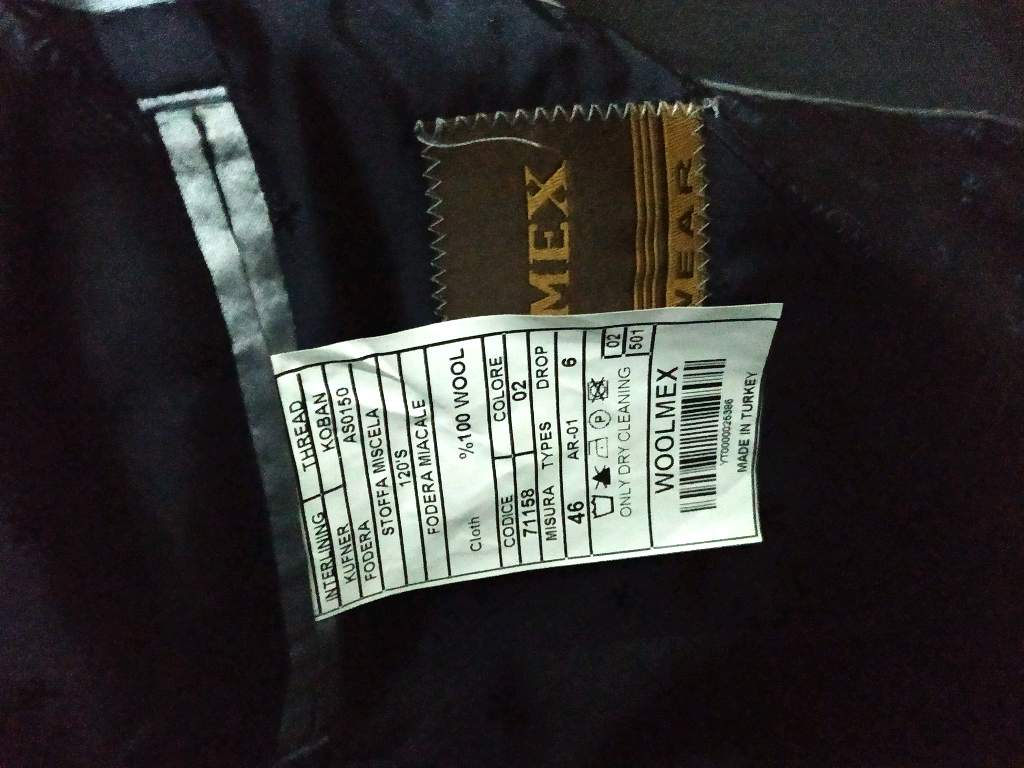 MEX
WEAR
INTERLINING THREAD
KUFNER KOBAN
FODERA AS0150
STOFFA MISCELA
120'S
FODERA MIACALE
Cloth %100 WOOL
CODICE COLORE
71158 02
MISURA TYPES DROP
46 AR-01 6
ONLY DRY CLEANING
02
501
WOOLMEX
YT0000025386
MADE IN TURKEY